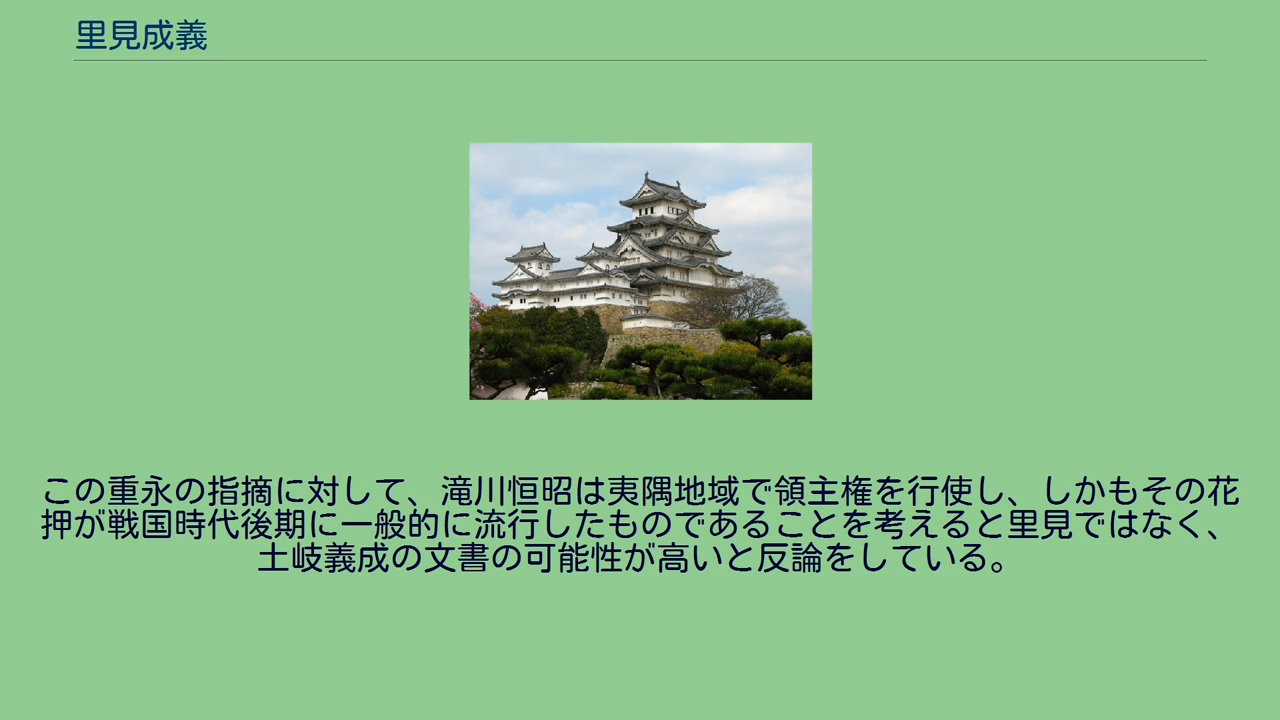 里見成義
この重永の指摘に対して、滝川恒昭は夷隅地域で領主権を行使し、しかもその花
押が戦国時代後期に一般的に流行したものであることを考えると里見ではなく、
土岐義成の文書の可能性が高いと反論をしている。